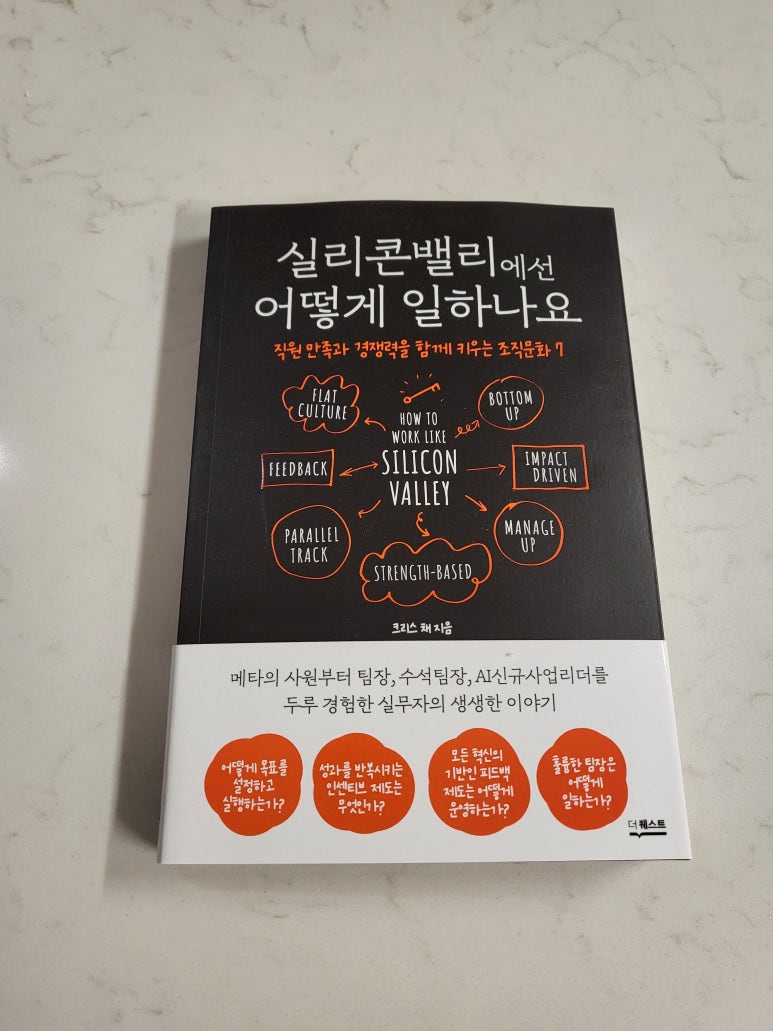 실리콘밸리에선
어떻게 일하나요
직원 만족과 경쟁력을 함께 키우는 조직문화 7
FLAT
CULTURE
BOTTOM
UP
HOW TO
WORK LIKE
SILICON
VALLEY
FEEDBACK
IMPACT
DRIVEN
PARALLEL
TRACK
MANAGE
UP
STRENGTH-BASED
크리스 채 지음
메타의 사원부터 팀장, 수석팀장, AI신규사업리더를
두루 경험한 실무자의 생생한 이야기
어떻게 목표를
설정하고
실행하는가?
성과를 반복시키는
인센티브 제도는
무엇인가?
모든 혁신의
기반인 피드백
제도는 어떻게
운영하는가?
훌륭한 팀장은
어떻게
일하는가?
더퀘스트